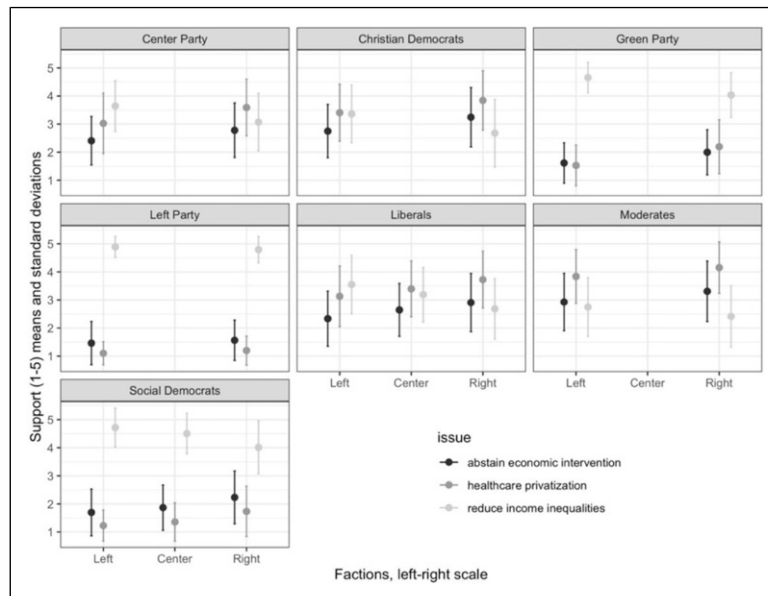 Center Party
Christian Democrats
Green Party
5
4
3
2
1
Left Party
Liberals
Moderates
5
4
3
2
1
Social Democrats
Left
Center
Right
Left
Center
Right
5
4
3
2
1
Left
Center
Right
issue
abstain economic intervention
healthcare privatization
reduce income inequalities
Support (1-5) means and standard deviations
Factions, left-right scale